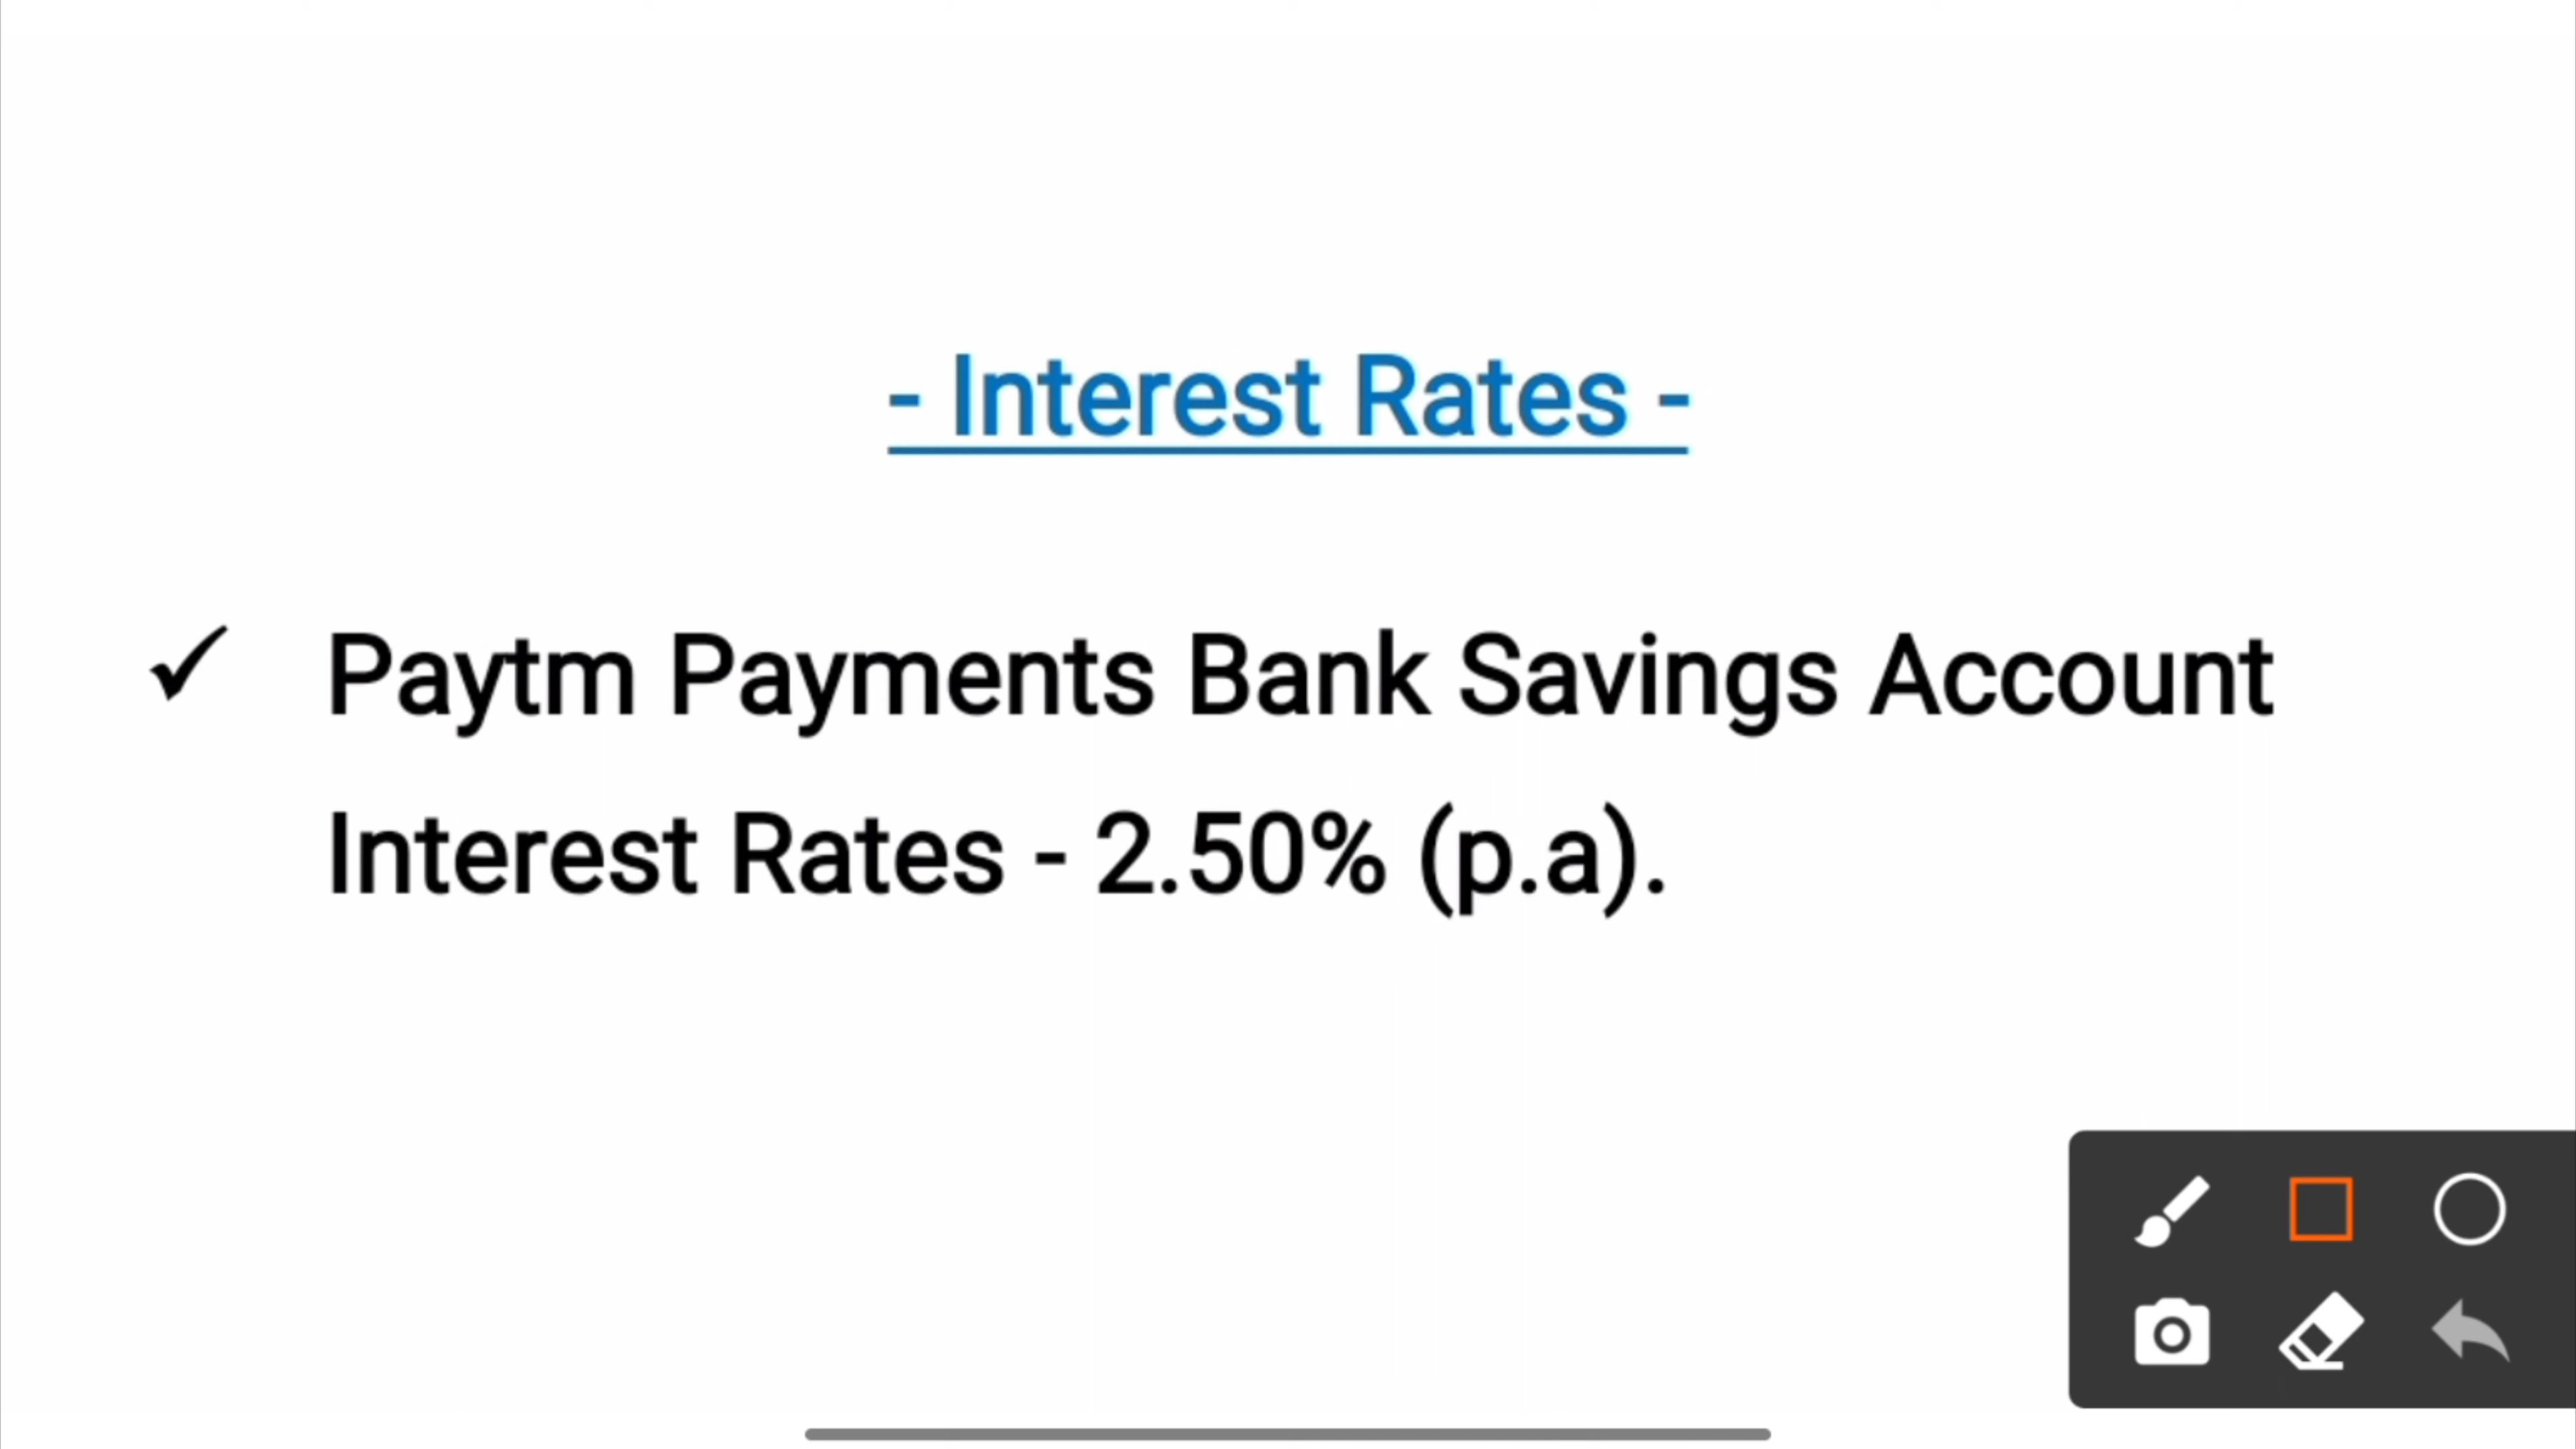 - Interest Rates -
✓ Paytm Payments Bank Savings Account
Interest Rates - 2.50% (p.a).